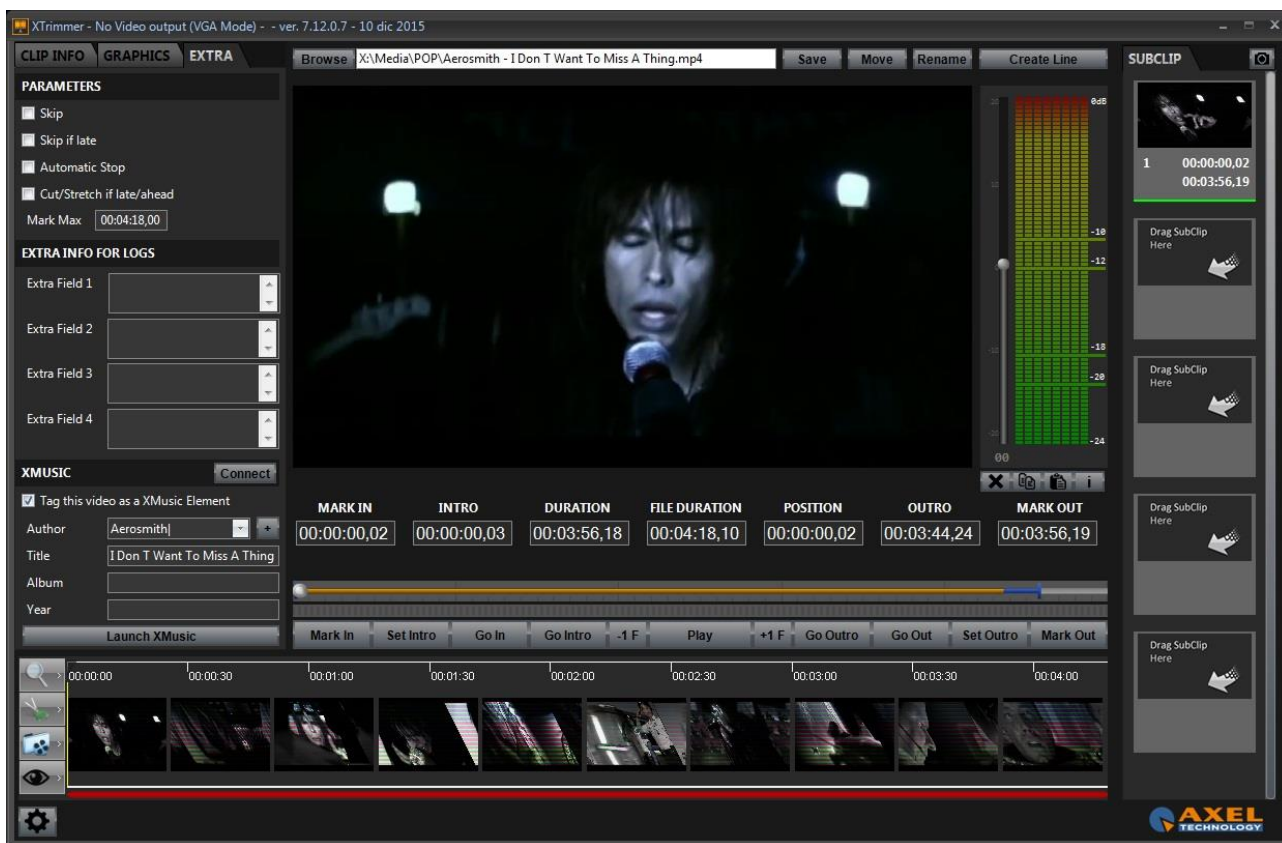 XTrimmer - No Video output (VGA Mode) - - ver. 7.12.0.7 - 10 dic 2015
CLIP INFO GRAPHICS EXTRA
Browse X:\Media\POP\Aerosmith - I Don T Want To Miss A Thing.mp4 Save Move Rename Create Line
SUBCLIP
PARAMETERS
Skip
Skip if late
Automatic Stop
Cut/Stretch if late/ahead
Mark Max 00:04:18,00
EXTRA INFO FOR LOGS
Extra Field 1
Extra Field 2
Extra Field 3
Extra Field 4
XMUSIC Connect
Tag this video as a XMusic Element
Author Aerosmith
Title I Don T Want To Miss A Thing
Album
Year
Launch XMusic
0dB
-10
-12
-18
-20
-24
00
i
MARK IN INTRO DURATION FILE DURATION POSITION OUTRO MARK OUT
00:00:00,02 00:00:00,03 00:03:56,18 00:04:18,10 00:00:00,02 00:03:44,24 00:03:56,19
Mark In Set Intro Go In Go Intro -1 F Play +1 F Go Outro Go Out Set Outro Mark Out
1 00:00:00,02
00:03:56,19
Drag SubClip
Here
Drag SubClip
Here
Drag SubClip
Here
Drag SubClip
Here
00:00:00 00:00:30 00:01:00 00:01:30 00:02:00 00:02:30 00:03:00 00:03:30 00:04:00
AXEL
TECHNOLOGY